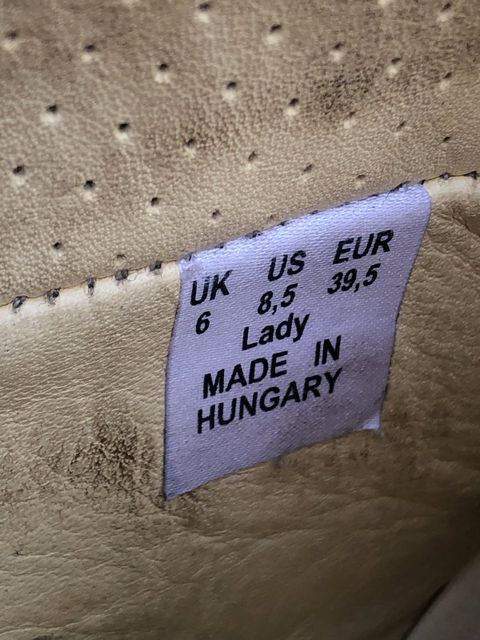 UK US EUR
6 8,5 39,5
Lady
MADE IN
HUNGARY